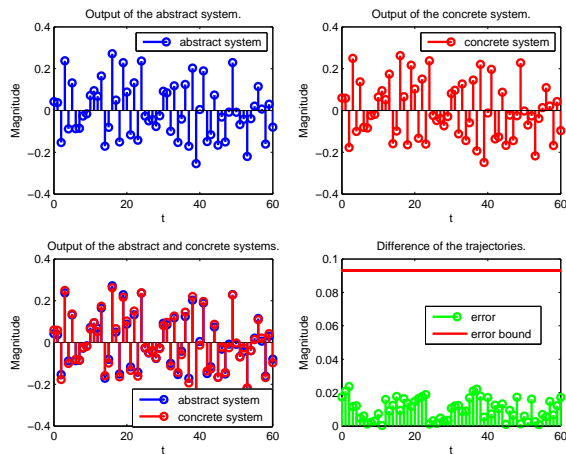 Output of the abstract system.
0.4
0.2
0
−0.2
−0.4
Magnitude
abstract system
0
20
40
60
t
Output of the concrete system.
0.4
0.2
0
−0.2
−0.4
Magnitude
concrete system
0
20
40
60
t
Output of the abstract and concrete systems.
0.4
0.2
0
−0.2
−0.4
Magnitude
abstract system
concrete system
0
20
40
60
t
Difference of the trajectories.
0.1
0.08
0.06
0.04
0.02
0
Magnitude
error
error bound
0
20
40
60
t